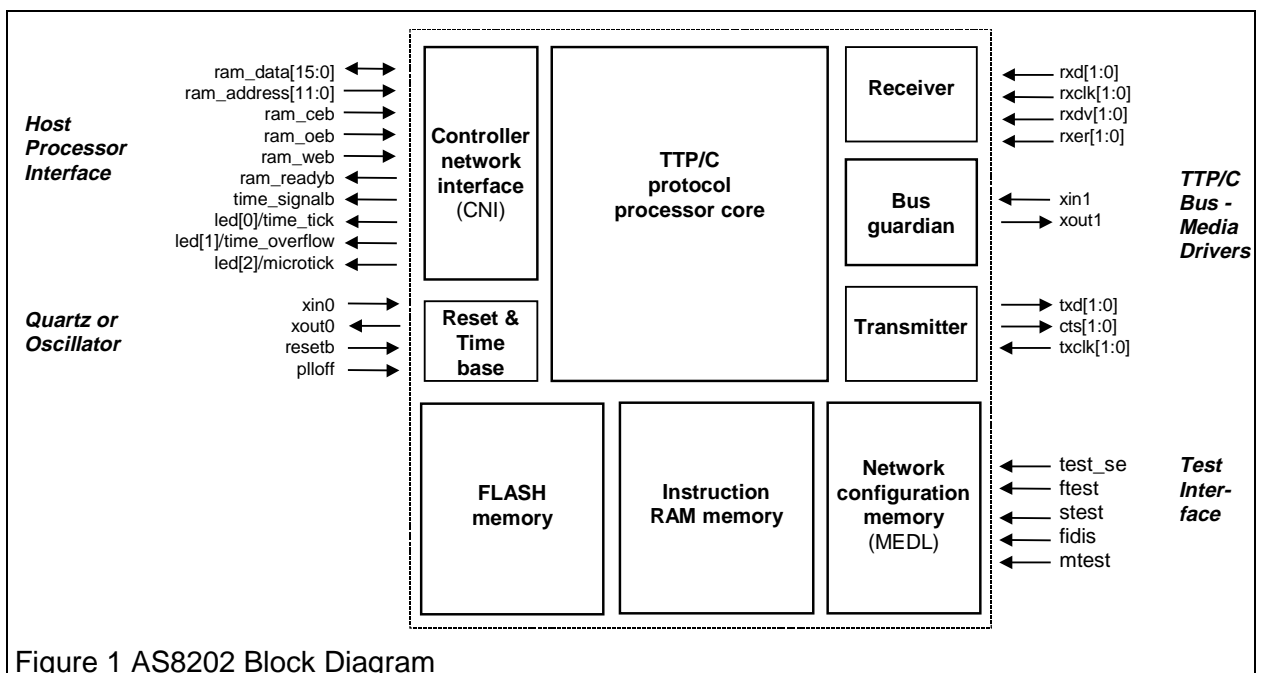 Host
Processor
Interface
ram_data[15:0]
ram_address[11:0]
ram_ceb
ram_oeb
ram_web
ram_readyb
time_signalb
led[0]/time_tick
led[1]/time_overflow
led[2]/microtick
Quartz or
Oscillator
xin0
xout0
resetb
plloff
Controller
network
interface
(CNI)
Reset &
Time
base
TTP/C
protocol
processor core
Receiver
Bus
guardian
Transmitter
rxd[1:0]
rxclk[1:0]
rxdv[1:0]
rxer[1:0]
xin1
xout1
txd[1:0]
cts[1:0]
txclk[1:0]
TTP/C
Bus -
Media
Drivers
FLASH
memory
Instruction
RAM memory
Network
configuration
memory
(MEDL)
test_se
ftest
stest
fidis
mtest
Test
Inter-
face
Figure 1 AS8202 Block Diagram